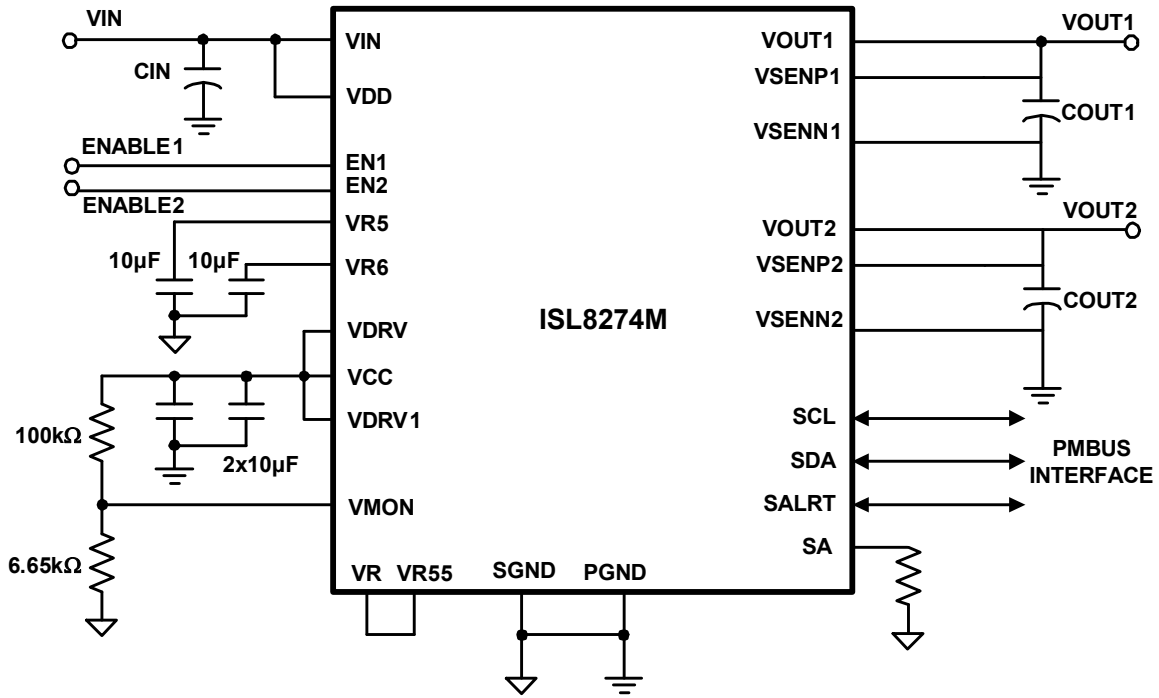 VIN
CIN
ENABLE1
ENABLE2
10µF
10µF
100kΩ
2x10µF
6.65kΩ
VIN
VDD
EN1
EN2
VR5
VR6
VDRV
VCC
VDRV1
VMON
VR
VR55
SGND
PGND
ISL8274M
VOUT1
VSENP1
VSENN1
VOUT2
VSENP2
VSENN2
SCL
SDA
SALRT
SA
VOUT1
COUT1
VOUT2
COUT2
PMBUS
INTERFACE